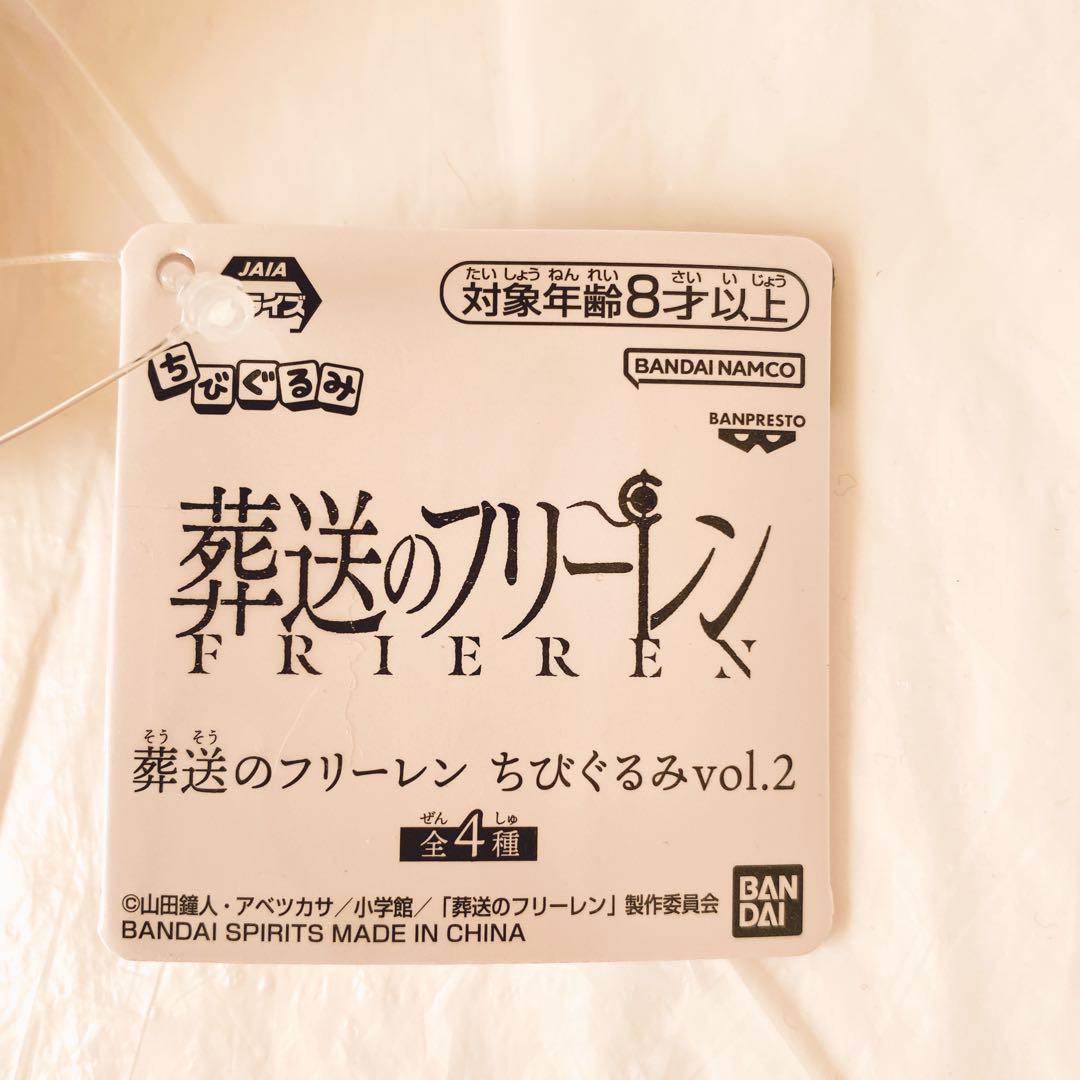 JAIA
イズ
たいしょうねんれい さい いじょう
対象年齢8才以上
ちびぐるみ
BANDAI NAMCO
BANPRESTO
葬送のフリーレン
FRIEREN
そうそう
葬送のフリーレン ちびぐるみvol.2
ぜん しゅ
全4種
©山田鐘人・アベツカサ/小学館/「葬送のフリーレン」製作委員会
BANDAI SPIRITS MADE IN CHINA
BAN
DAI